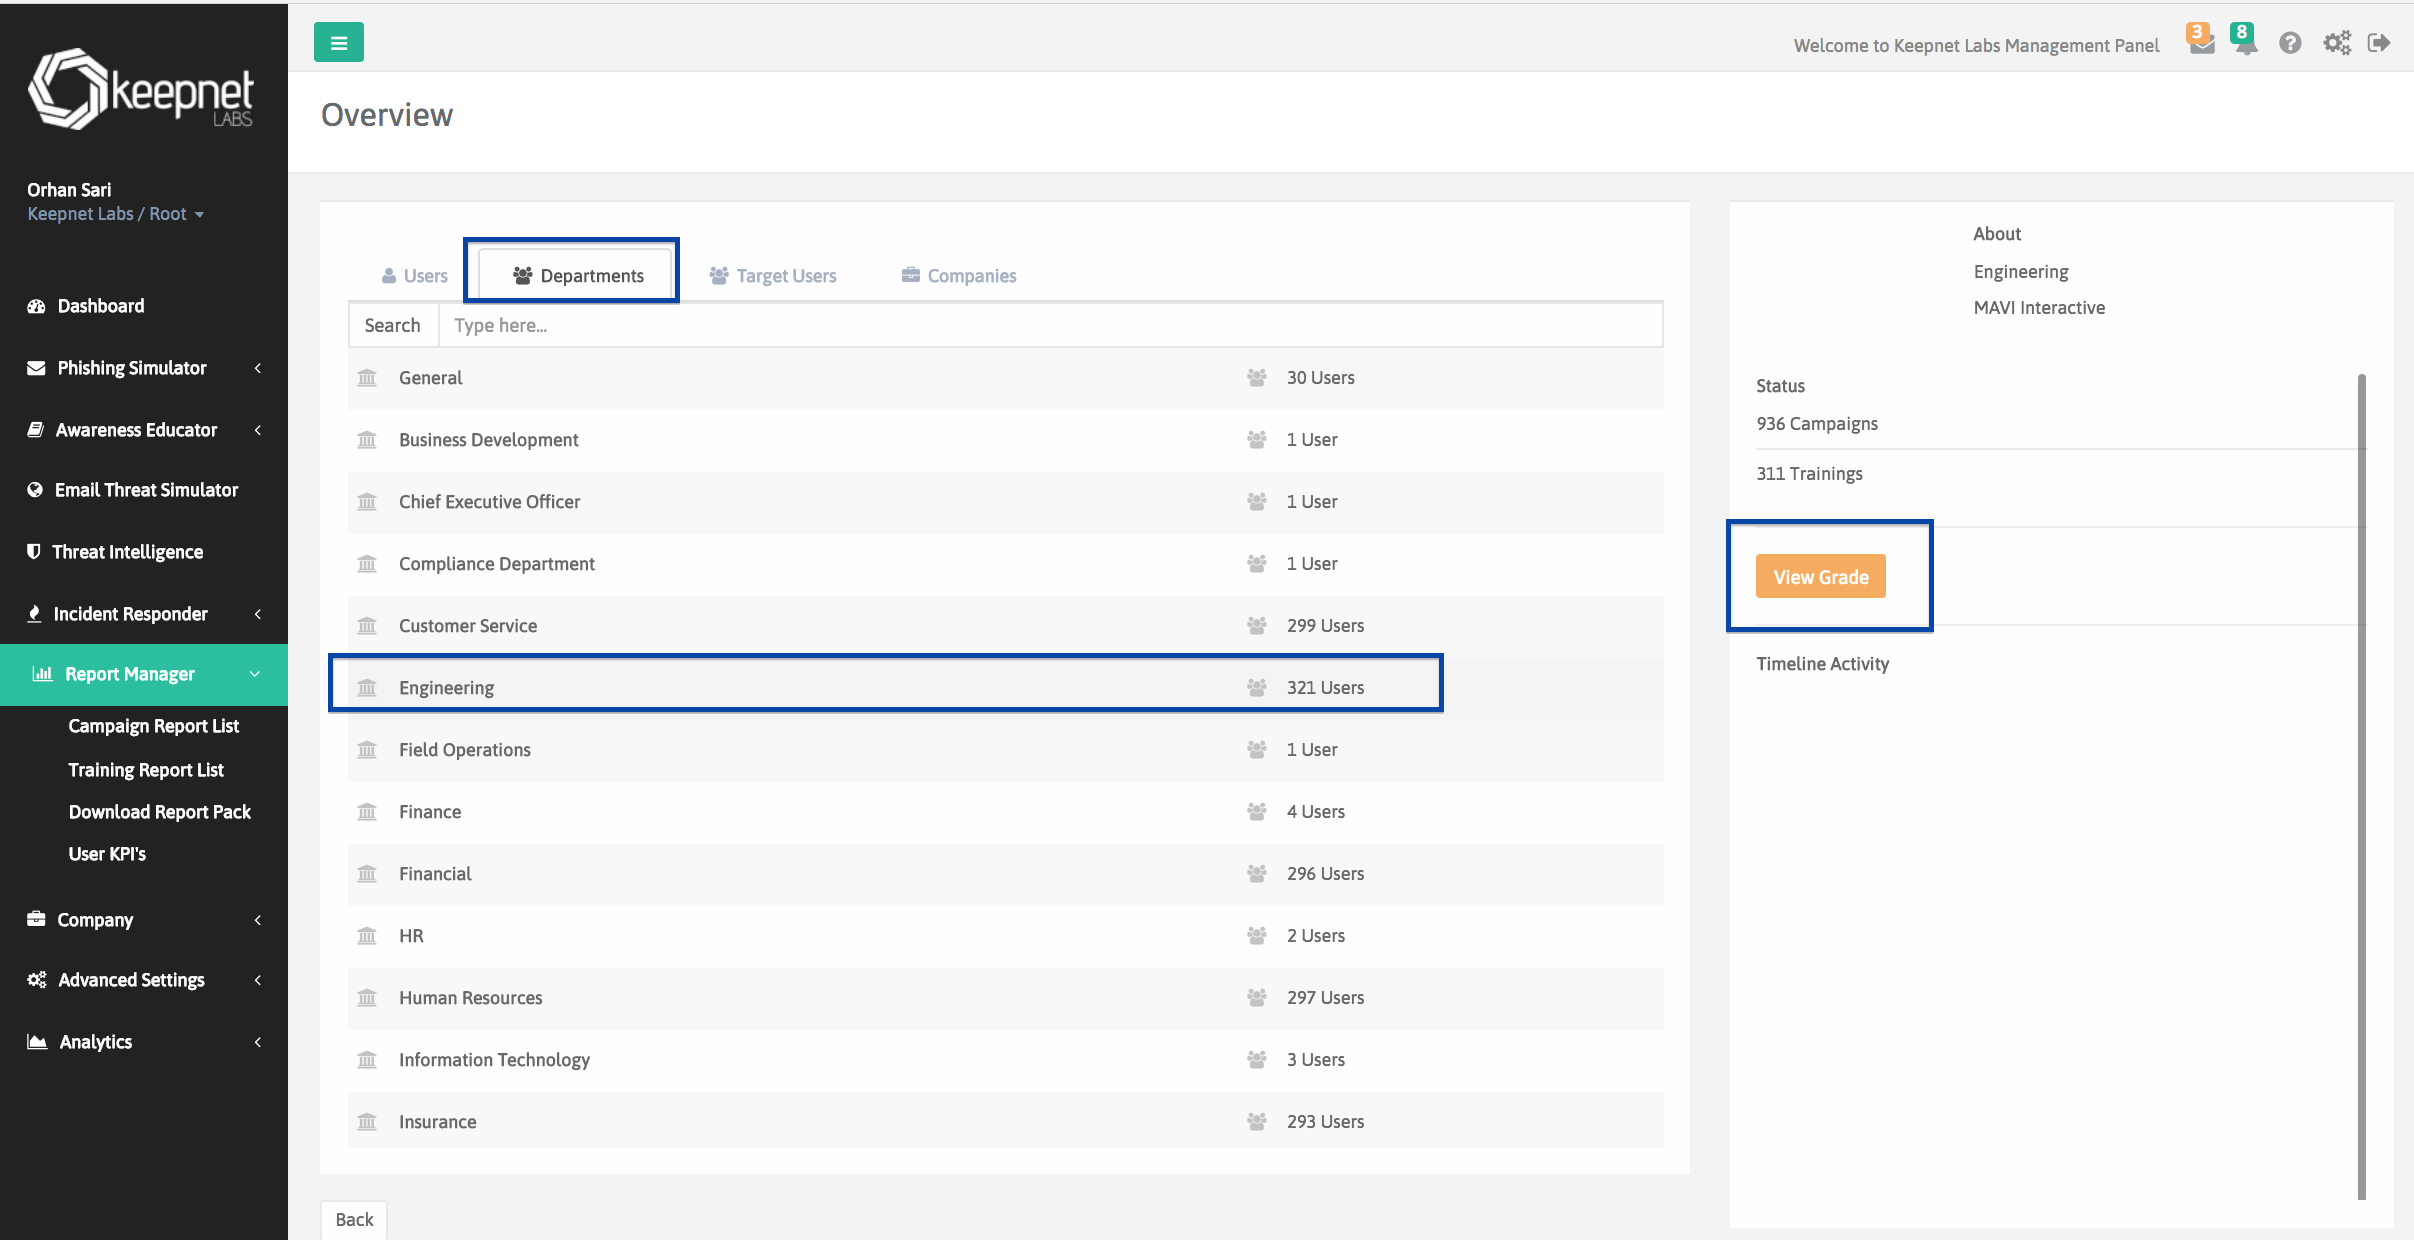 keepnet
LABS
Orhan Sari
Keepnet Labs / Root
Dashboard
Phishing Simulator
Awareness Educator
Email Threat Simulator
Threat Intelligence
Incident Responder
Report Manager
Campaign Report List
Training Report List
Download Report Pack
User KPI's
Company
Advanced Settings
Analytics
Welcome to Keepnet Labs Management Panel
3
8
Overview
Users
Departments
Target Users
Companies
Search
Type here...
General 30 Users
Business Development 1 User
Chief Executive Officer 1 User
Compliance Department 1 User
Customer Service 299 Users
Engineering 321 Users
Field Operations 1 User
Finance 4 Users
Financial 296 Users
HR 2 Users
Human Resources 297 Users
Information Technology 3 Users
Insurance 293 Users
Back
About
Engineering
MAVI Interactive
Status
936 Campaigns
311 Trainings
View Grade
Timeline Activity